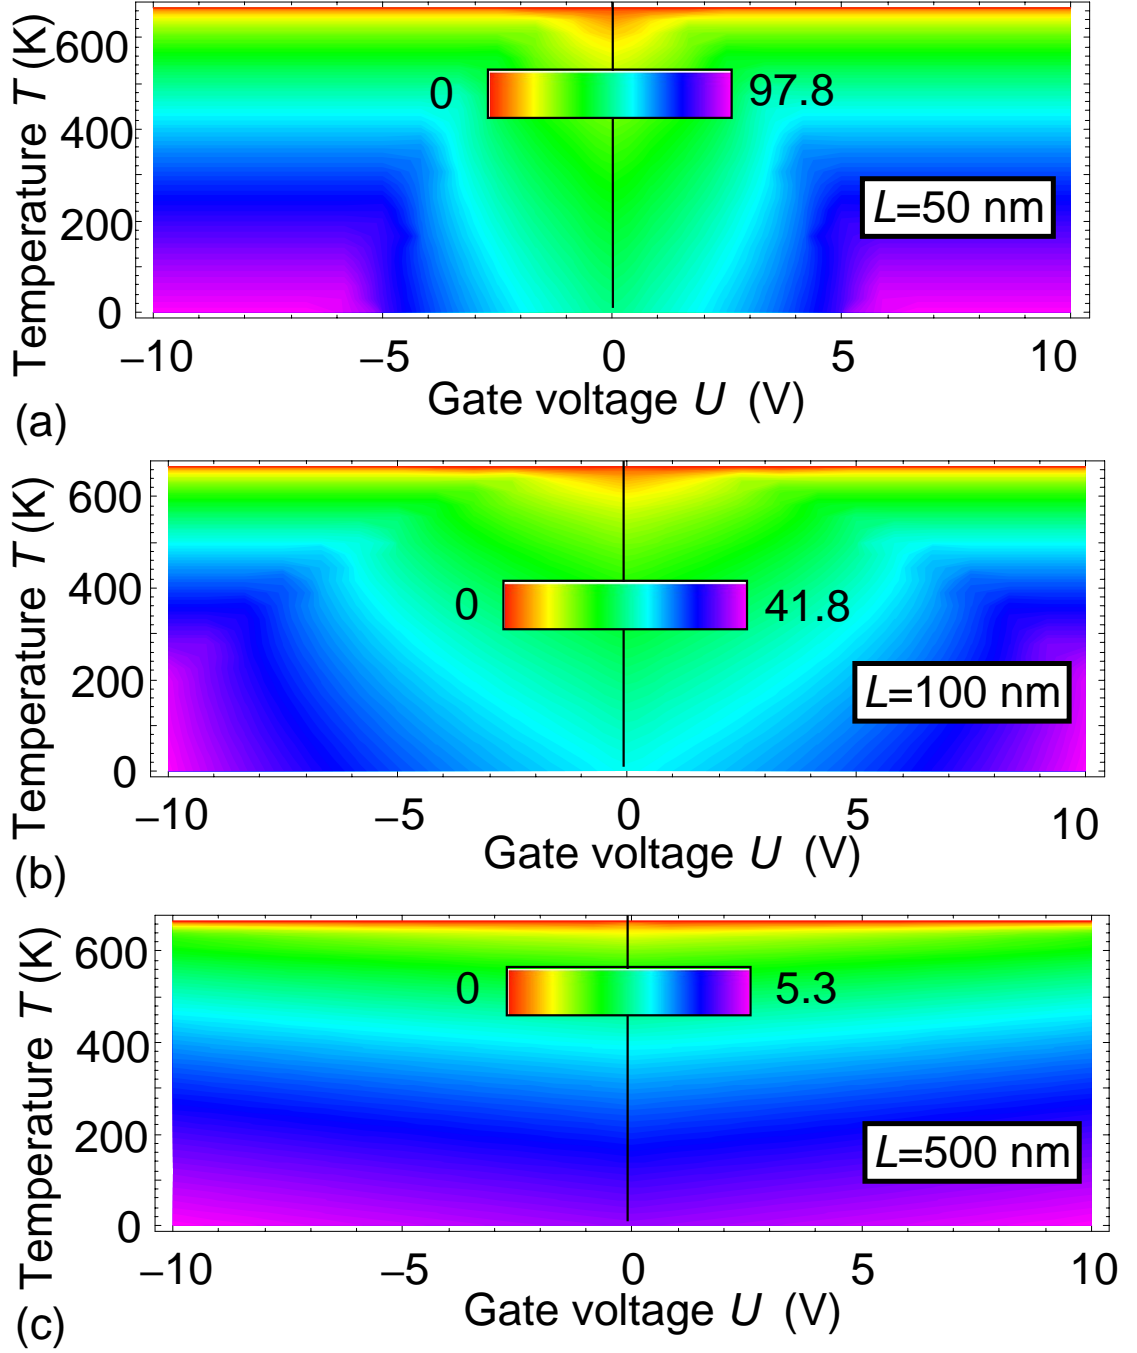 Temperature T (K)
600
400
200
0
0
97.8
L=50 nm
–10
–5
0
5
10
Gate voltage U (V)
(a)
Temperature T (K)
600
400
200
0
0
41.8
L=100 nm
–10
–5
0
5
10
Gate voltage U (V)
(b)
Temperature T (K)
600
400
200
0
0
5.3
L=500 nm
–10
–5
0
5
10
Gate voltage U (V)
(c)